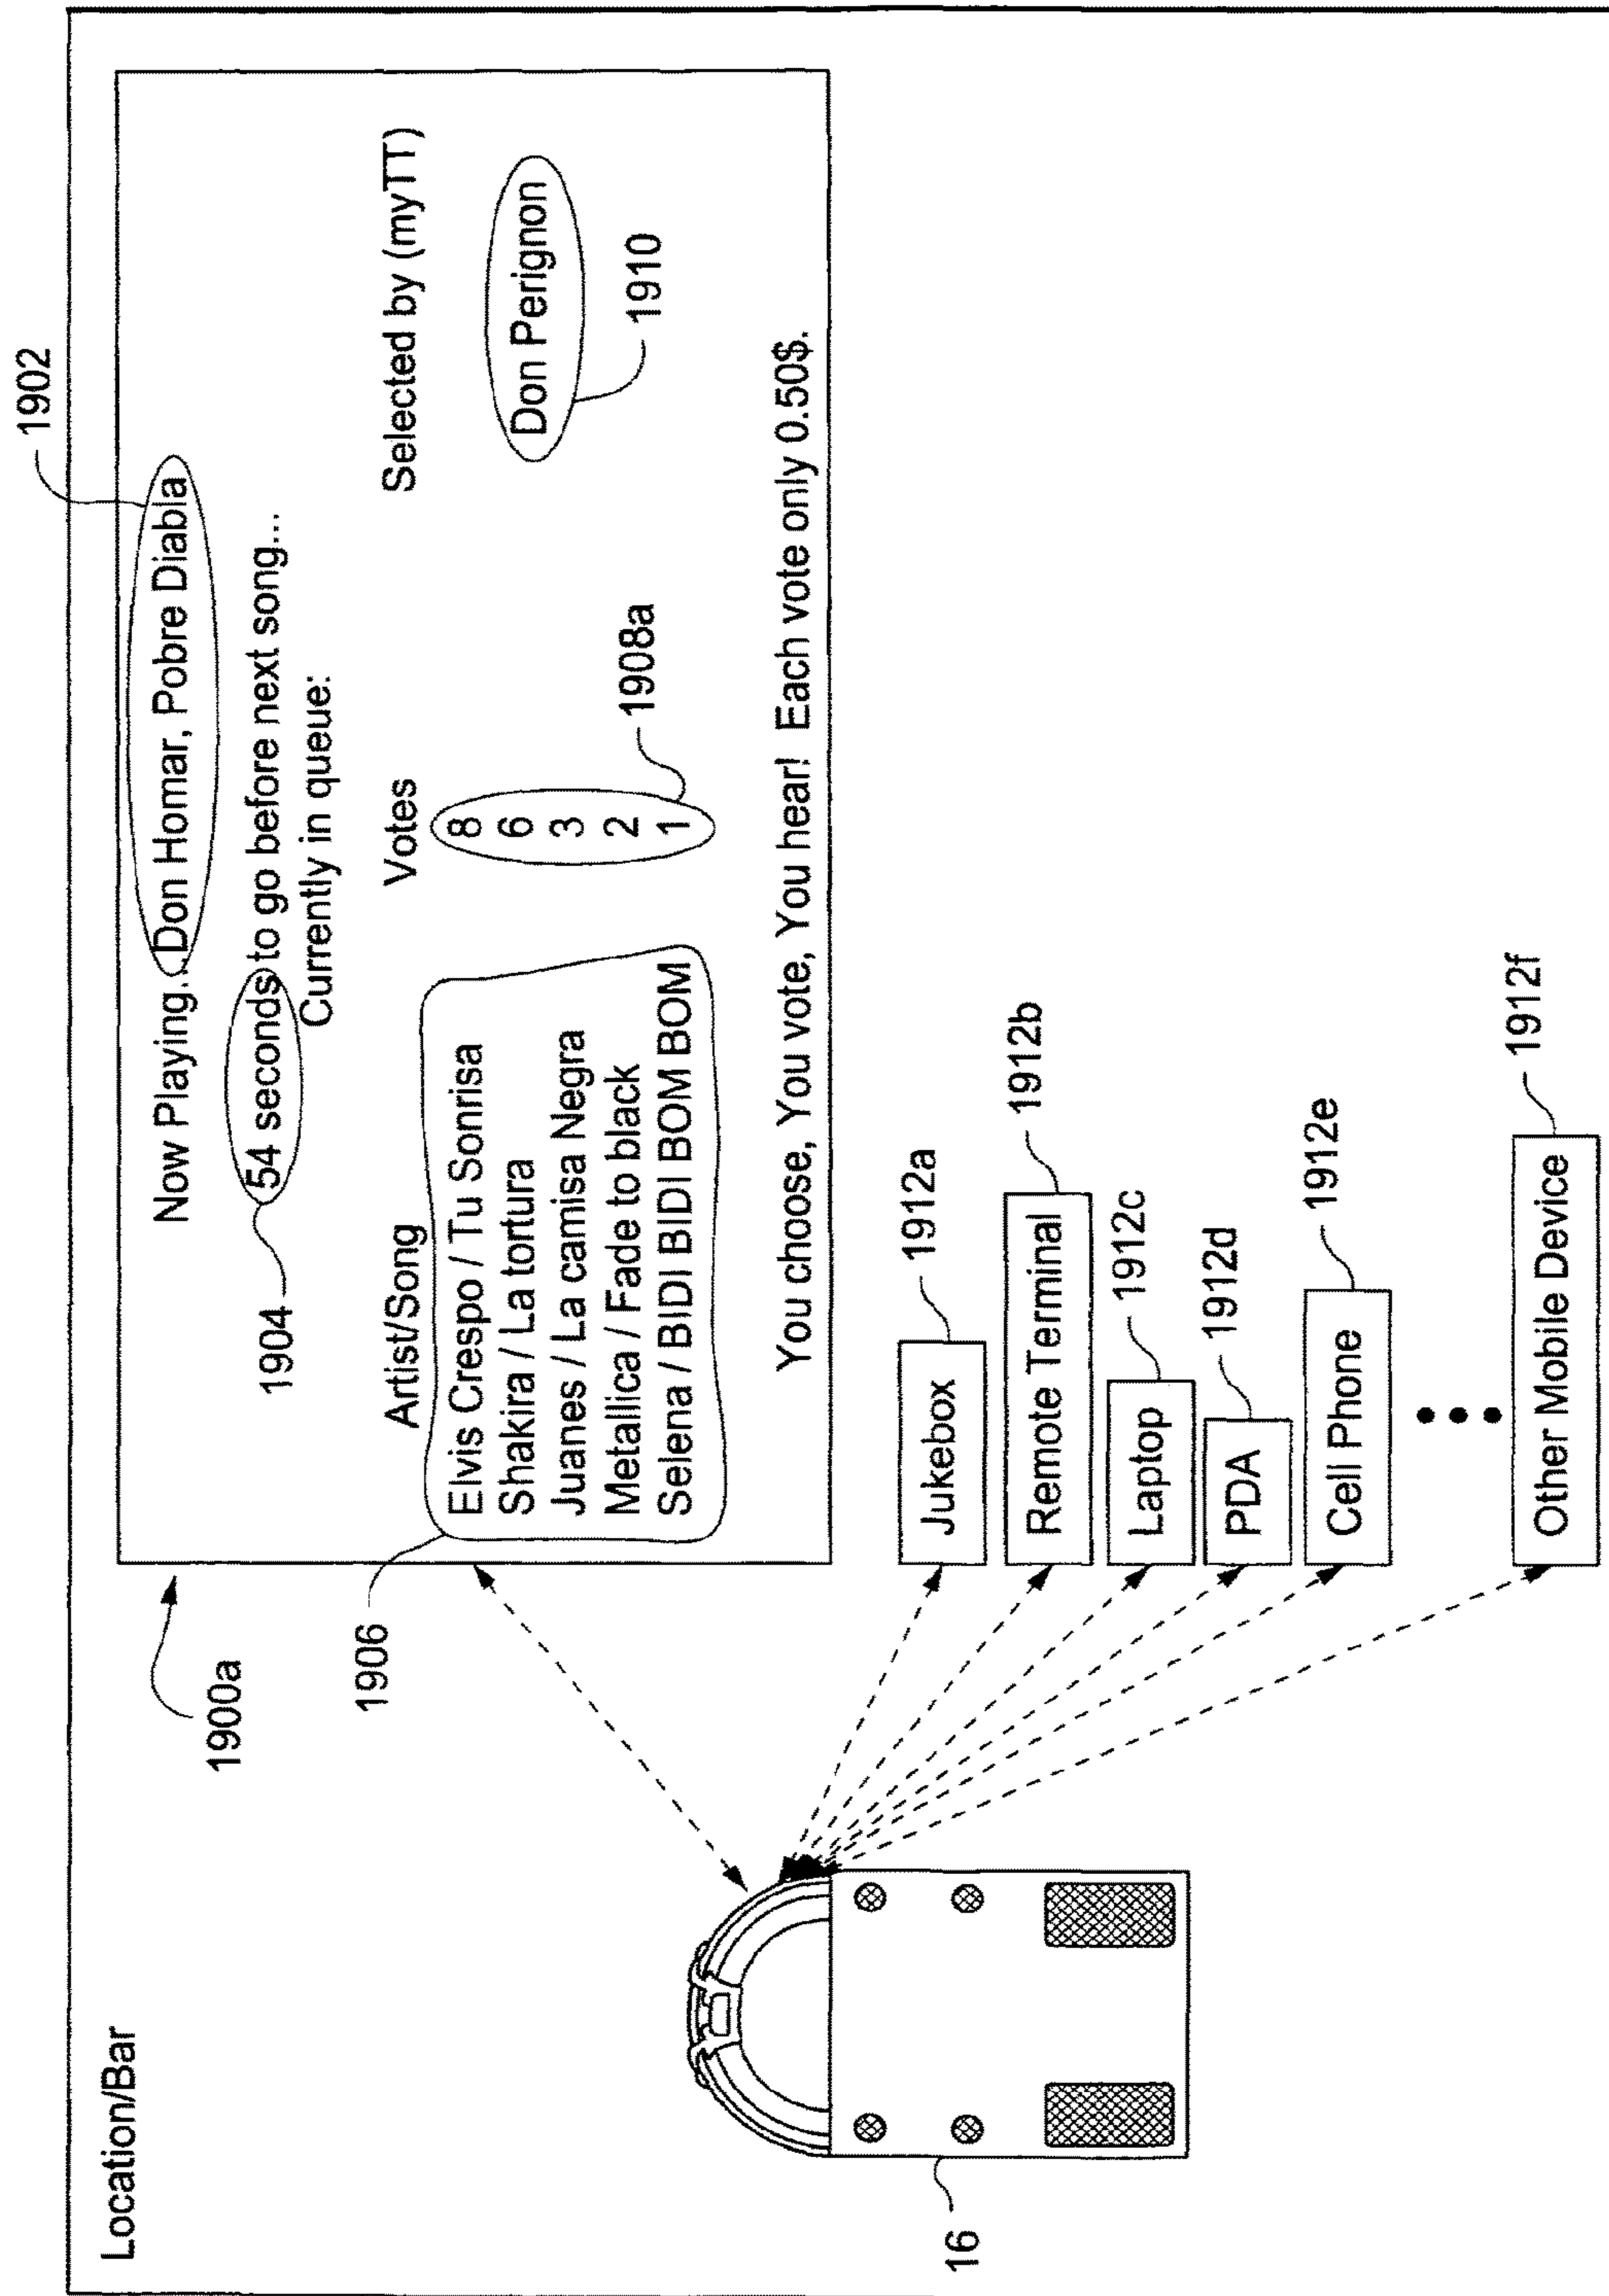 Location/Bar
1900a
1902
Now Playing...Don Homar, Pobre Diabla
54 seconds to go before next song...
1904
Currently in queue:
Artist/Song Votes Selected by (myTT)
1906
Elvis Crespo / Tu Sonrisa 8
Shakira / La tortura 6
Juanes / La camisa Negra 3
Metallica / Fade to black 2
Selena / BIDI BIDI BOM BOM 1
Don Perignon
1908a
1910
You choose, You vote, You hear! Each vote only 0.50$.
16
Jukebox 1912a
Remote Terminal 1912b
Laptop 1912c
PDA 1912d
Cell Phone 1912e
Other Mobile Device 1912f